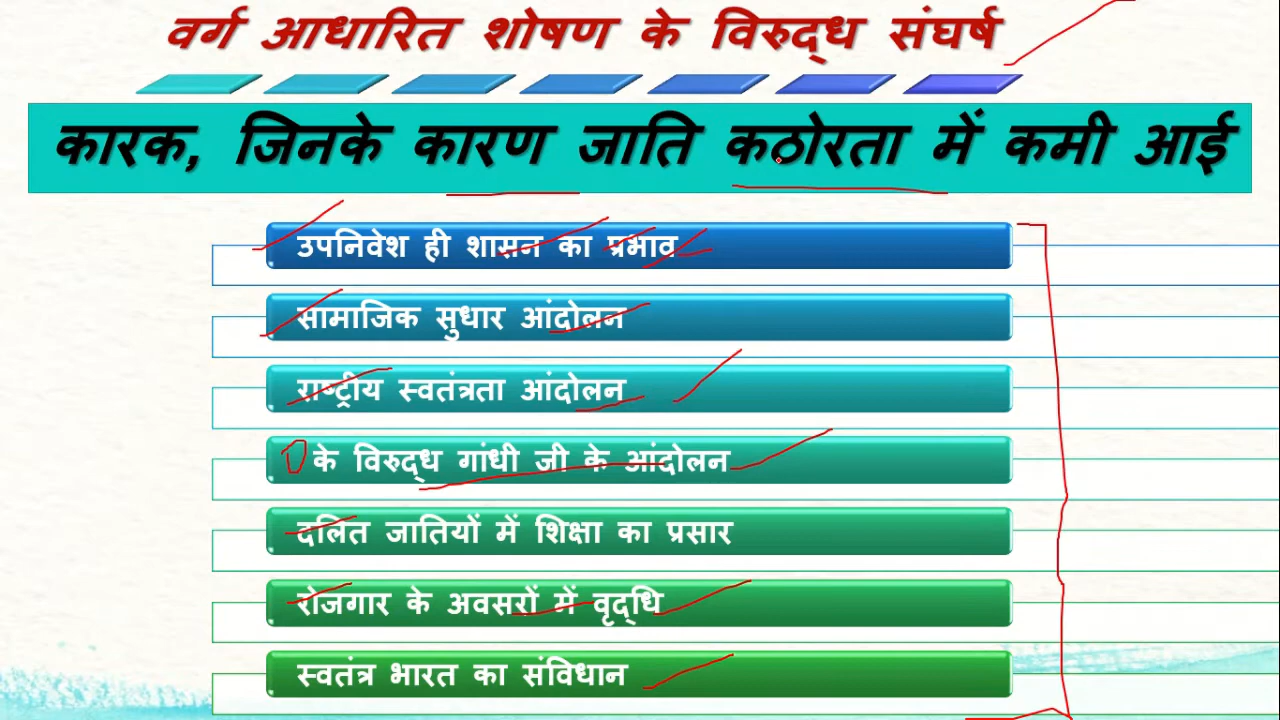 वर्ग आधारित शोषण के विरुद्ध संघर्ष
कारक, जिनके कारण जाति कठोरता में कमी आई
उपनिवेश ही शासन का प्रभाव
सामाजिक सुधार आंदोलन
राष्ट्रीय स्वतंत्रता आंदोलन
के विरुद्ध गांधी जी के आंदोलन
दलित जातियों में शिक्षा का प्रसार
रोजगार के अवसरों में वृद्धि
स्वतंत्र भारत का संविधान